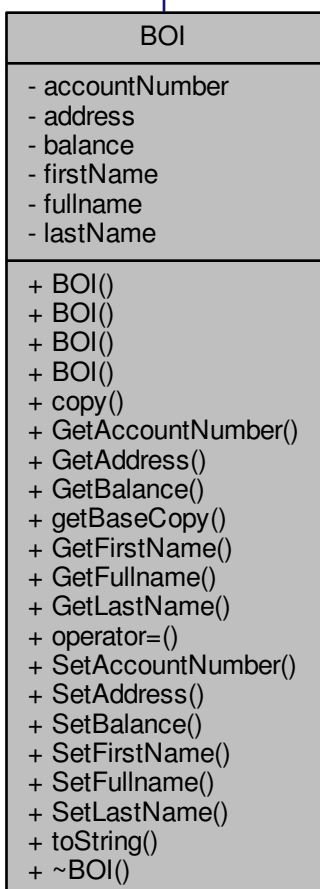 BOI
- accountNumber
- address
- balance
- firstName
- fullname
- lastName
+ BOI()
+ BOI()
+ BOI()
+ BOI()
+ copy()
+ GetAccountNumber()
+ GetAddress()
+ GetBalance()
+ getBaseCopy()
+ GetFirstName()
+ GetFullname()
+ GetLastName()
+ operator=()
+ SetAccountNumber()
+ SetAddress()
+ SetBalance()
+ SetFirstName()
+ SetFullname()
+ SetLastName()
+ toString()
+ ~BOI()